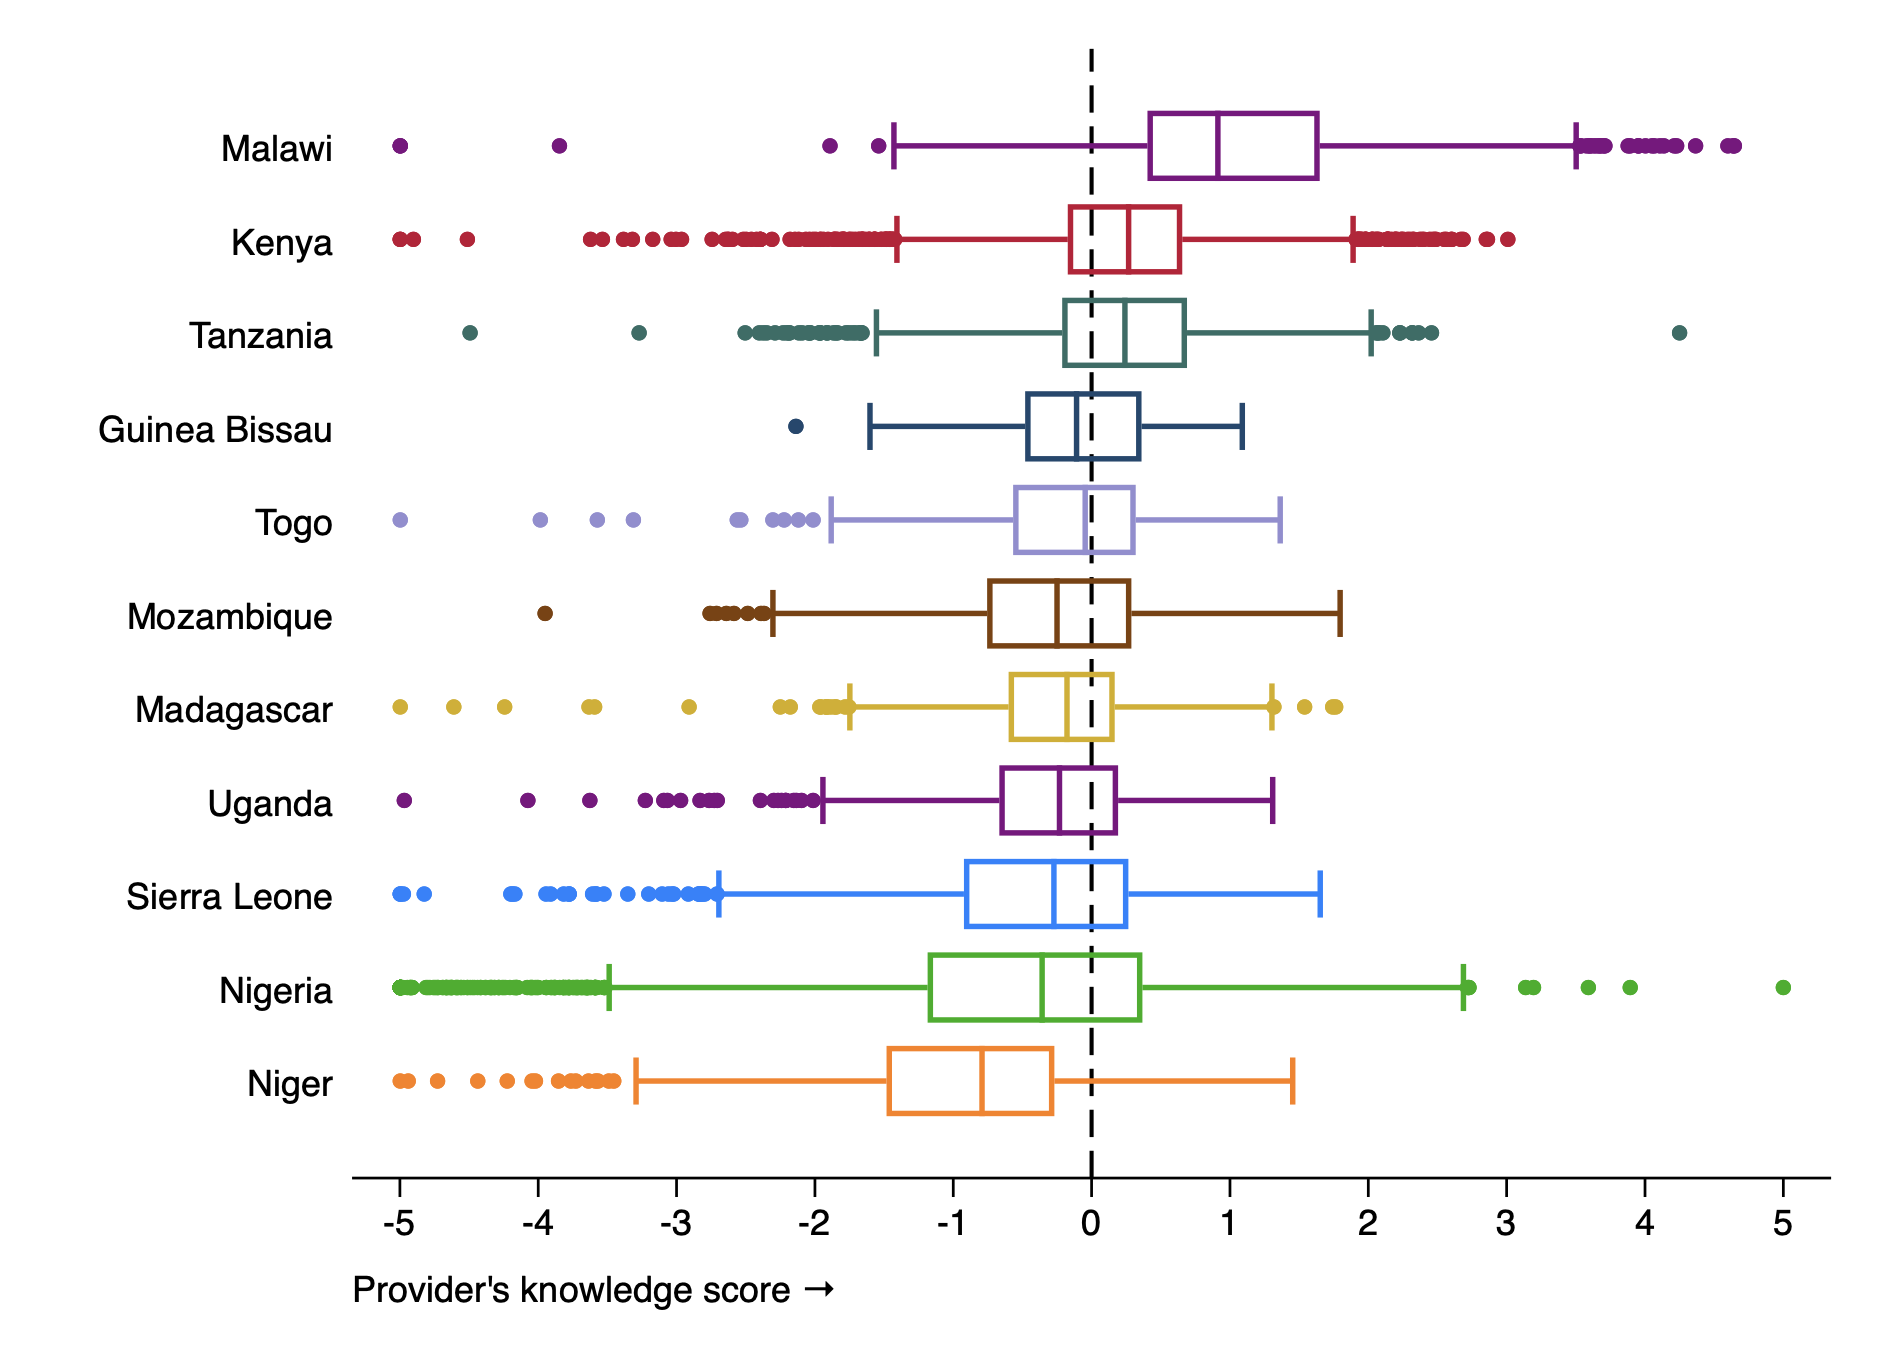 Malawi
Kenya
Tanzania
Guinea Bissau
Togo
Mozambique
Madagascar
Uganda
Sierra Leone
Nigeria
Niger
-5 -4 -3 -2 -1 0 1 2 3 4 5
Provider's knowledge score →